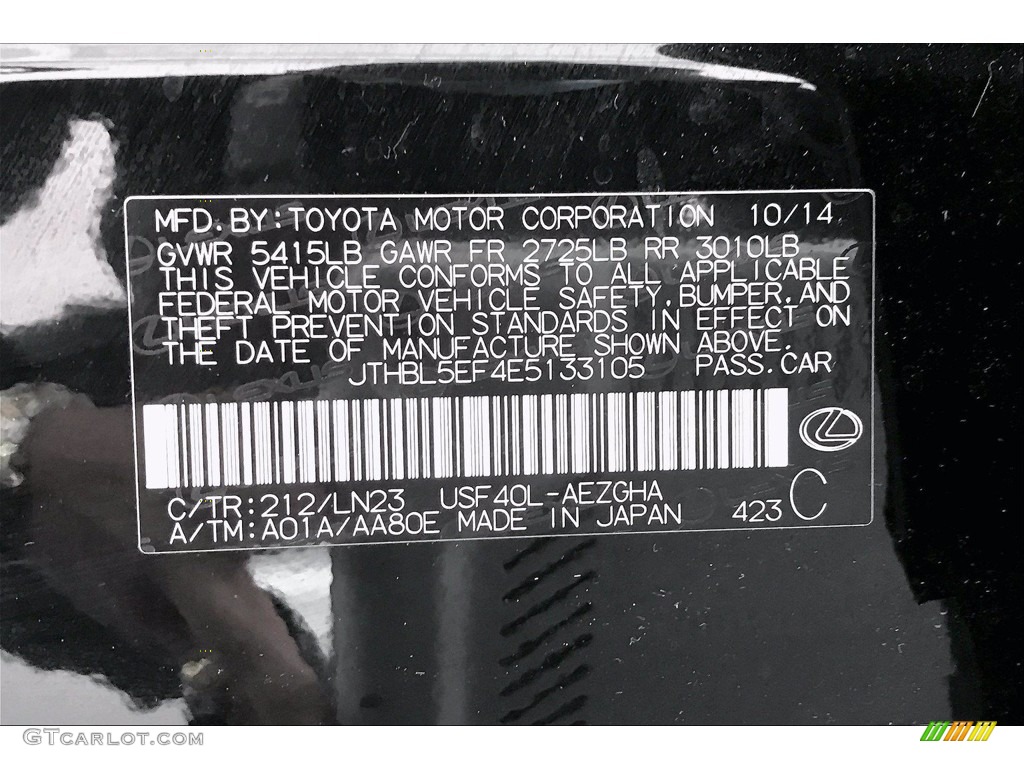 MFD.BY:TOYOTA MOTOR CORPORATION 10/14
GVWR 5415LB GAWR FR 2725LB RR 3010LB
THIS VEHICLE CONFORMS TO ALL APPLICABLE
FEDERAL MOTOR VEHICLE SAFETY,BUMPER,AND
THEFT PREVENTION STANDARDS IN EFFECT ON
THE DATE OF MANUFACTURE SHOWN ABOVE.
JTHBL5EF4E5133105 PASS.CAR
C/TR:212/LN23 USF40L-AEZGHA
A/TM:A01A/AA80E MADE IN JAPAN 423 C
GTcarlot.com